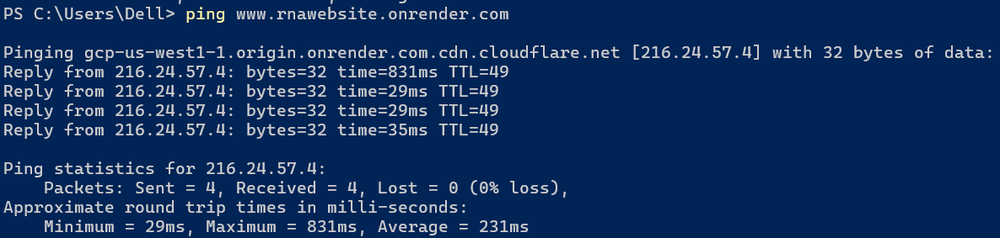 PS C:\Users\Dell> ping www.rnawebsite.onrender.com
Pinging gcp-us-west1-1.origin.onrender.com.cdn.cloudflare.net [216.24.57.4] with 32 bytes of data:
Reply from 216.24.57.4: bytes=32 time=831ms TTL=49
Reply from 216.24.57.4: bytes=32 time=29ms TTL=49
Reply from 216.24.57.4: bytes=32 time=29ms TTL=49
Reply from 216.24.57.4: bytes=32 time=35ms TTL=49
Ping statistics for 216.24.57.4:
    Packets: Sent = 4, Received = 4, Lost = 0 (0% loss),
Approximate round trip times in milli-seconds:
    Minimum = 29ms, Maximum = 831ms, Average = 231ms